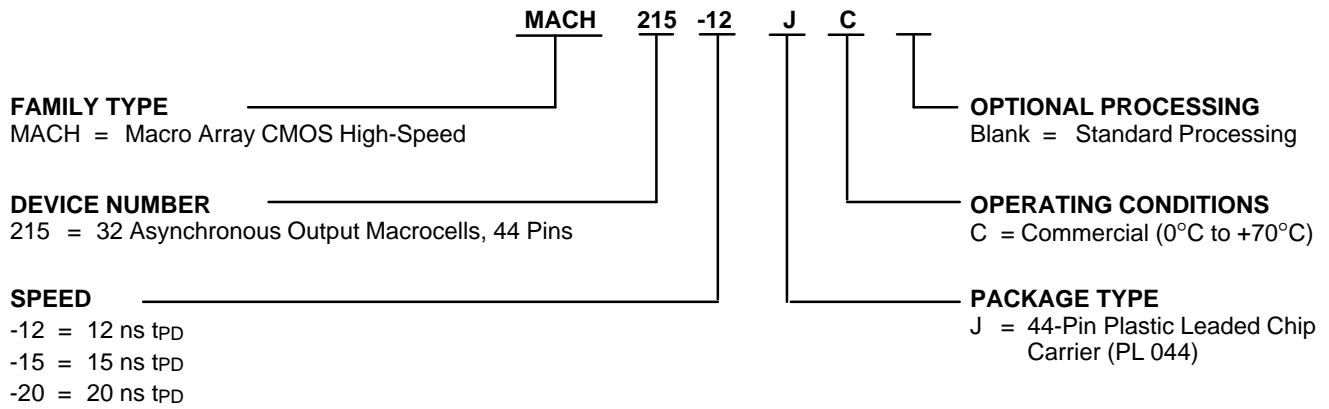 MACH 215 -12 J C
FAMILY TYPE
MACH = Macro Array CMOS High-Speed
DEVICE NUMBER
215 = 32 Asynchronous Output Macrocells, 44 Pins
SPEED
-12 = 12 ns tPD
-15 = 15 ns tPD
-20 = 20 ns tPD
OPTIONAL PROCESSING
Blank = Standard Processing
OPERATING CONDITIONS
C = Commercial (0°C to +70°C)
PACKAGE TYPE
J = 44-Pin Plastic Leaded Chip
Carrier (PL 044)